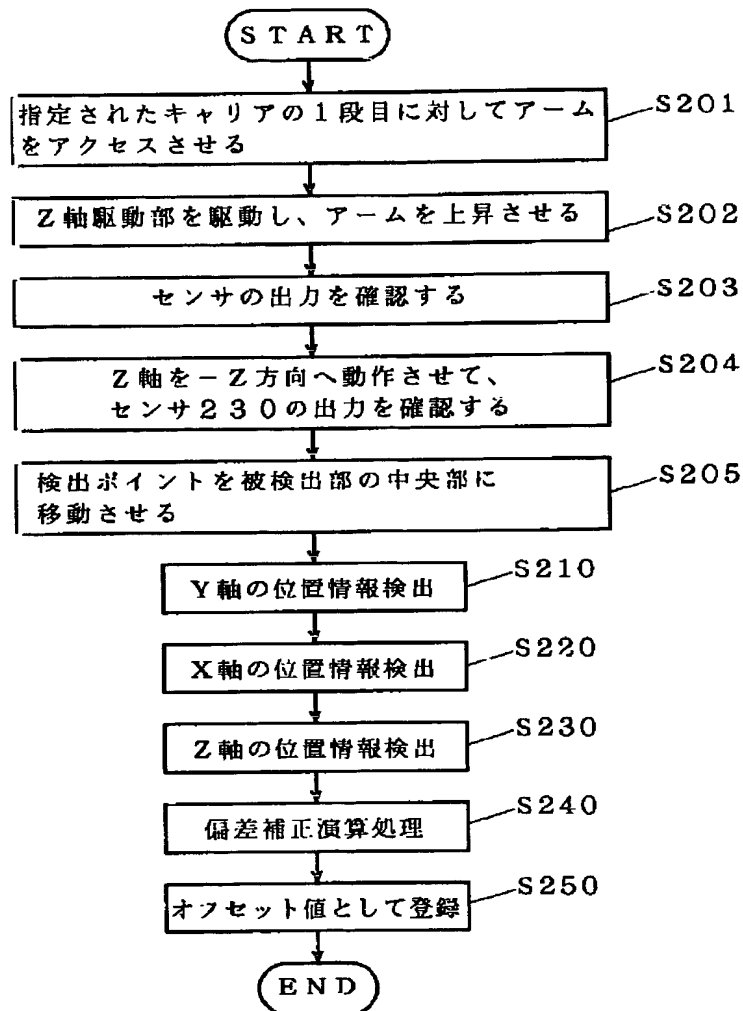 START
指定されたキャリアの1段目に対してアーム
をアクセスさせる
S201
Z軸駆動部を駆動し、アームを上昇させる
S202
センサの出力を確認する
S203
Z軸を-Z方向へ動作させて、
センサ230の出力を確認する
S204
検出ポイントを被検出部の中央部に
移動させる
S205
Y軸の位置情報検出
S210
X軸の位置情報検出
S220
Z軸の位置情報検出
S230
偏差補正演算処理
S240
オフセット値として登録
S250
END